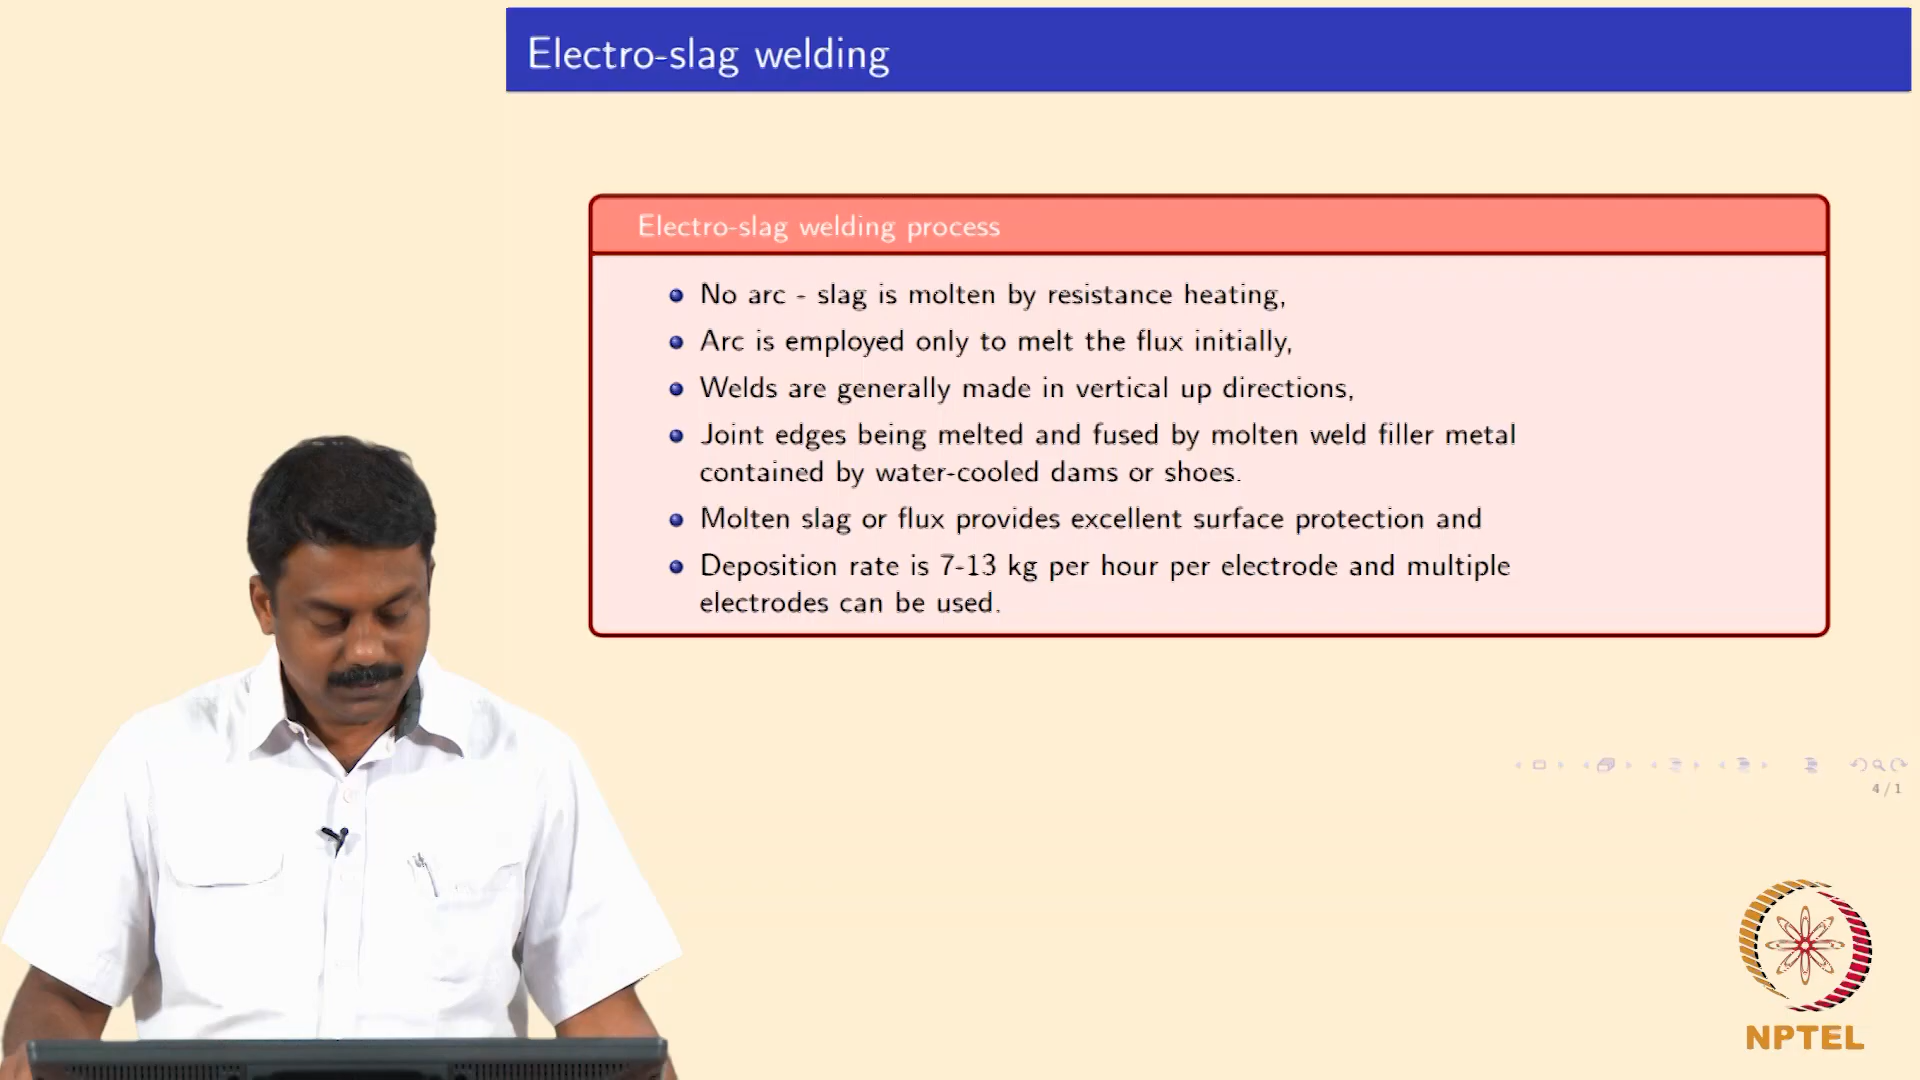 Electro-slag welding
Electro-slag welding process
No arc - slag is molten by resistance heating,
Arc is employed only to melt the flux initially,
Welds are generally made in vertical up directions,
Joint edges being melted and fused by molten weld filler metal
contained by water-cooled dams or shoes.
Molten slag or flux provides excellent surface protection and
Deposition rate is 7-13 kg per hour per electrode and multiple
electrodes can be used.
4 / 1
NPTEL